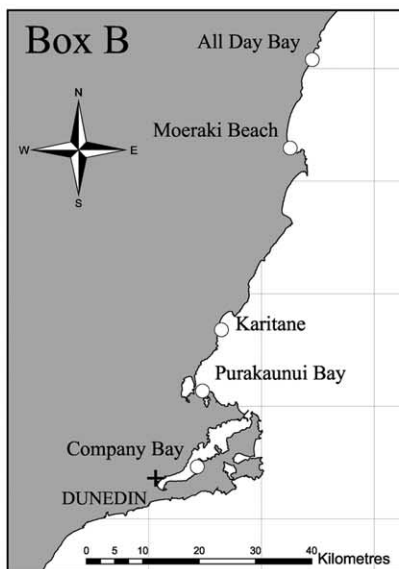 Box B
All Day Bay
N
W E
S
Moeraki Beach
Karitane
Purakaunui Bay
Company Bay
DUNEDIN
0 5 10 20 30 40
Kilometres